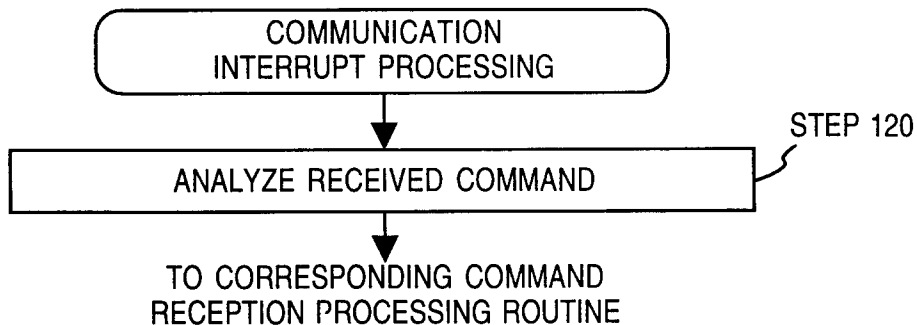 COMMUNICATION
INTERRUPT PROCESSING
STEP 120
ANALYZE RECEIVED COMMAND
TO CORRESPONDING COMMAND
RECEPTION PROCESSING ROUTINE